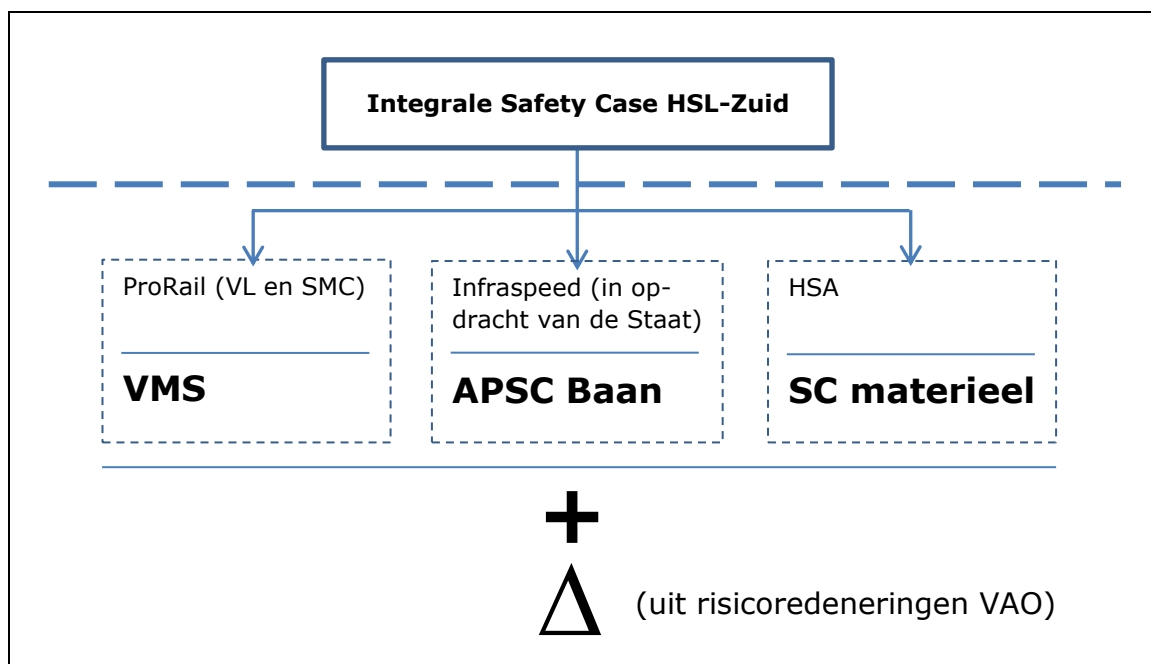 Integrale Safety Case HSL-Zuid
ProRail (VL en SMC)
VMS
Infraspeed (in op-
dracht van de Staat)
APSC Baan
HSA
SC materieel
+
Δ (uit risicoredeneringen VAO)